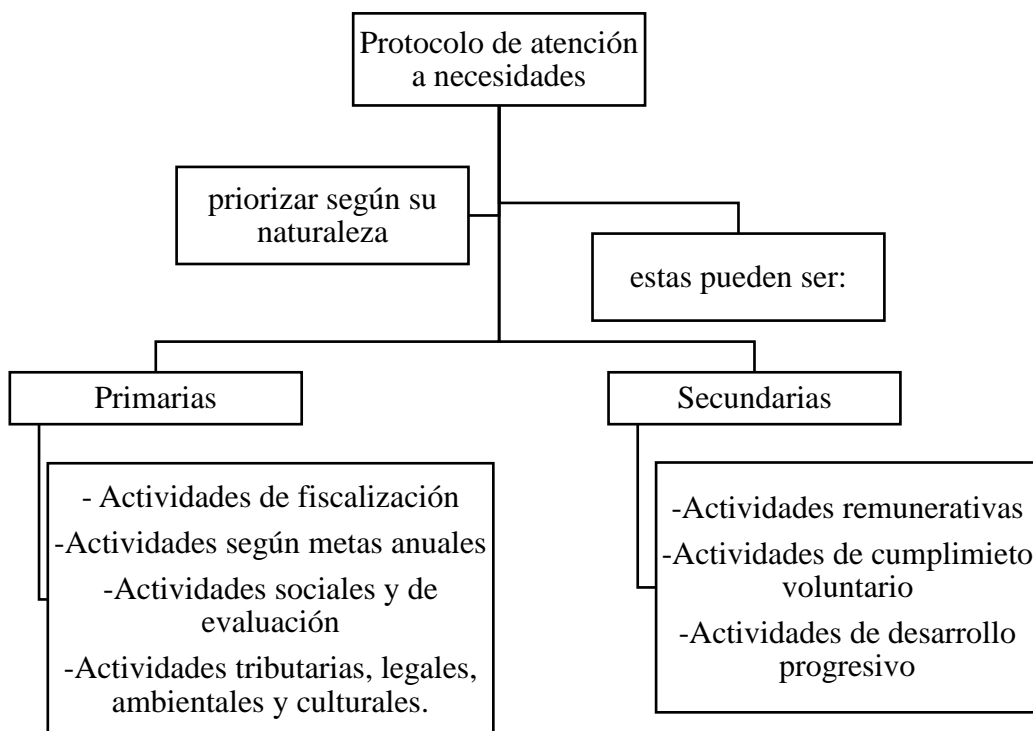 Protocolo de atención
a necesidades
priorizar según su
naturaleza
estas pueden ser:
Primarias
Secundarias
- Actividades de fiscalización
-Actividades según metas anuales
-Actividades sociales y de
evaluación
-Actividades tributarias, legales,
ambientales y culturales.
-Actividades remunerativas
-Actividades de cumplimieto
voluntario
-Actividades de desarrollo
progresivo